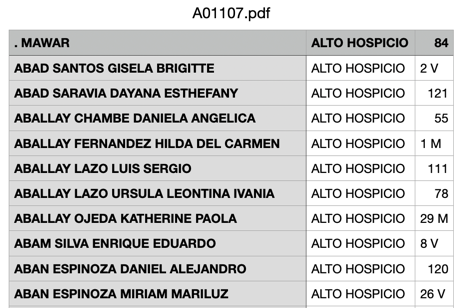 A01107.pdf
. MAWAR ALTO HOSPICIO 84
ABAD SANTOS GISELA BRIGITTE ALTO HOSPICIO 2 V
ABAD SARAVIA DAYANA ESTHEFANY ALTO HOSPICIO 121
ABALLAY CHAMBE DANIELA ANGELICA ALTO HOSPICIO 55
ABALLAY FERNANDEZ HILDA DEL CARMEN ALTO HOSPICIO 1 M
ABALLAY LAZO LUIS SERGIO ALTO HOSPICIO 111
ABALLAY LAZO URSULA LEONTINA IVANIA ALTO HOSPICIO 78
ABALLAY OJEDA KATHERINE PAOLA ALTO HOSPICIO 29 M
ABAM SILVA ENRIQUE EDUARDO ALTO HOSPICIO 8 V
ABAN ESPINOZA DANIEL ALEJANDRO ALTO HOSPICIO 120
ABAN ESPINOZA MIRIAM MARILUZ ALTO HOSPICIO 26 V